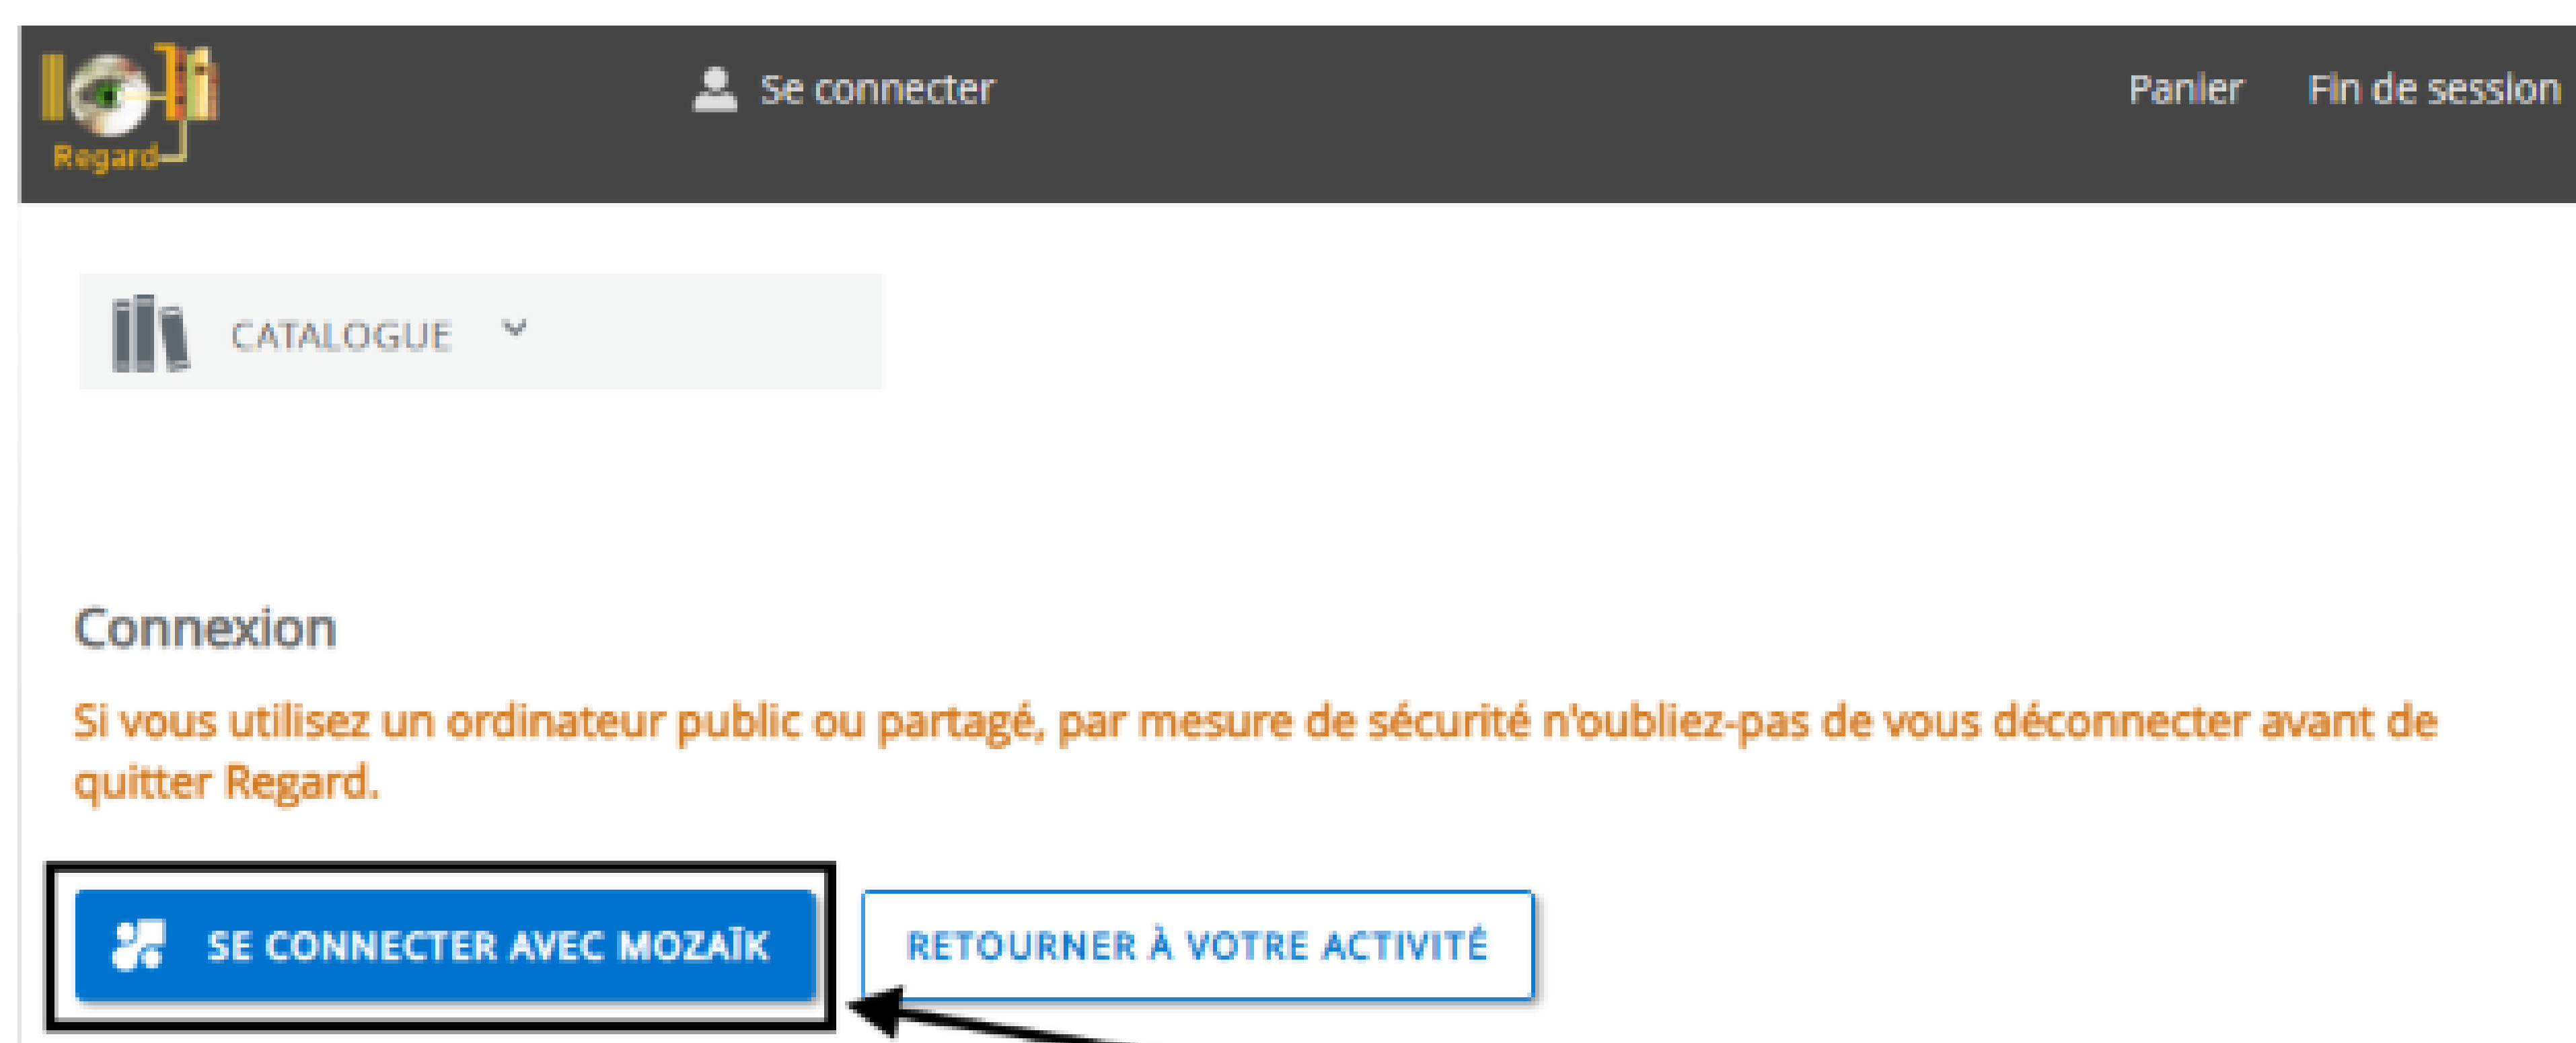 Regard
Se connecter
Panier
Fin de session
CATALOGUE
Connexion
Si vous utilisez un ordinateur public ou partagé, par mesure de sécurité n'oubliez-pas de vous déconnecter avant de
quitter Regard.
SE CONNECTER AVEC MOZAÏK
RETOURNER À VOTRE ACTIVITÉ